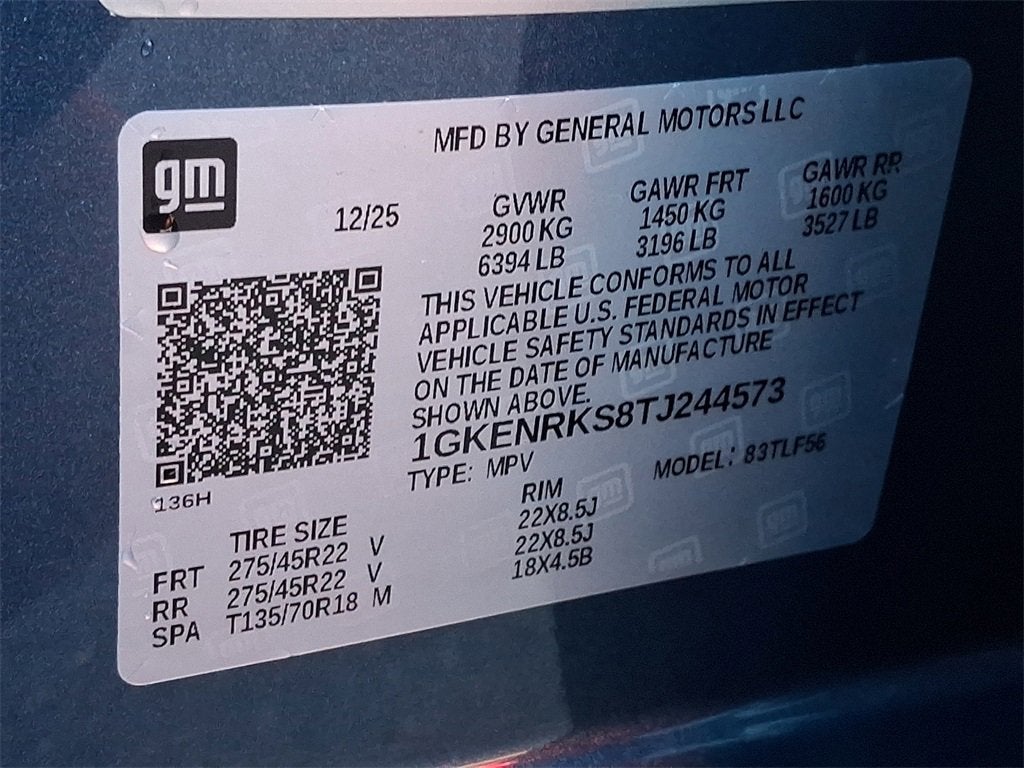 MFD BY GENERAL MOTORS LLC
gm
12/25
GVWR GAWR FRT GAWR RR
2900 KG 1450 KG 1600 KG
6394 LB 3196 LB 3527 LB
THIS VEHICLE CONFORMS TO ALL
APPLICABLE U.S. FEDERAL MOTOR
VEHICLE SAFETY STANDARDS IN EFFECT
ON THE DATE OF MANUFACTURE
SHOWN ABOVE.
1GKENRKS8TJ244573
TYPE: MPV MODEL: 83TLF56
136H
TIRE SIZE RIM
FRT 275/45R22 V 22X8.5J
RR 275/45R22 V 22X8.5J
SPA T135/70R18 M 18X4.5B